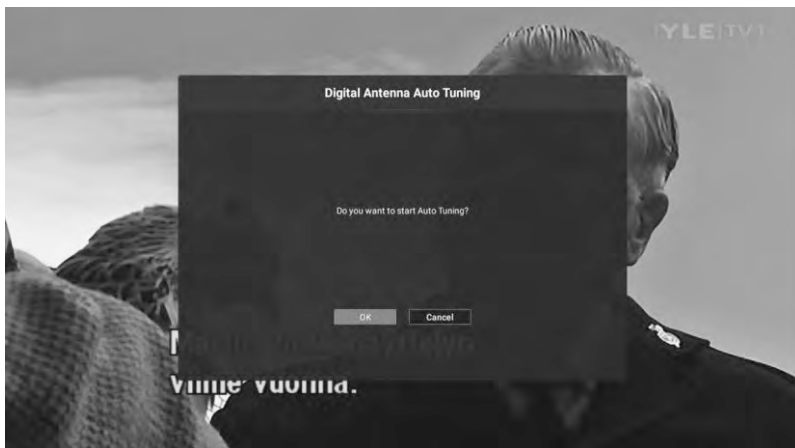 YLE TV1
Digital Antenna Auto Tuning
Do you want to start Auto Tuning?
OK
Cancel
viime vuonna.